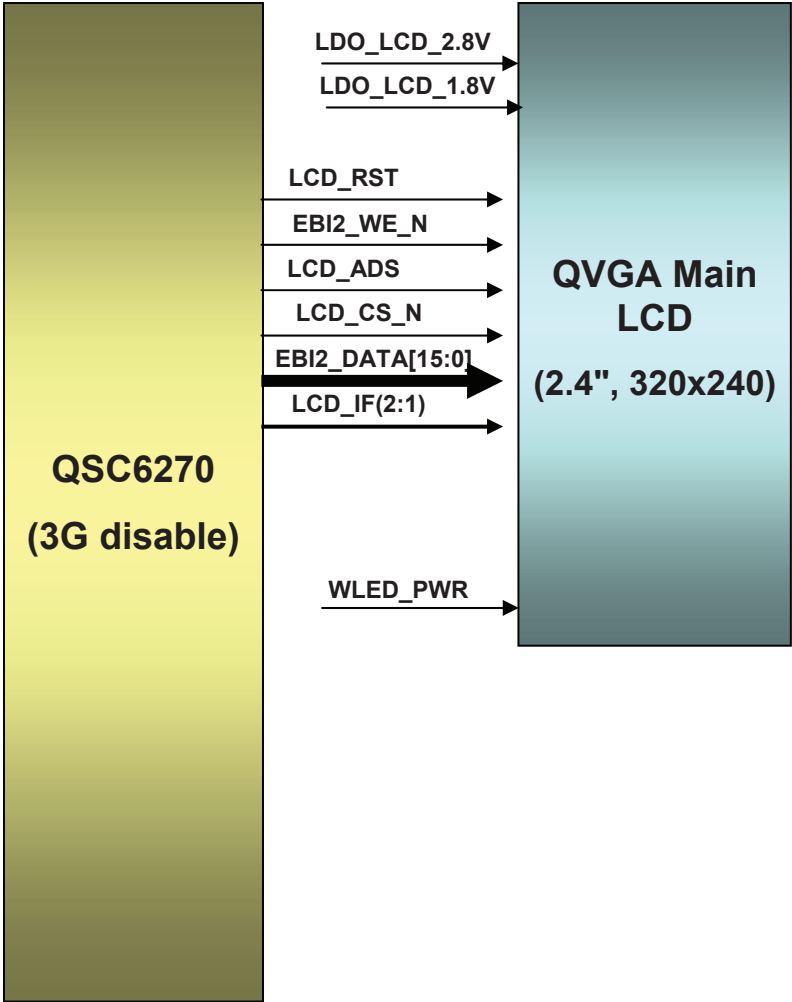 LDO_LCD_2.8V
LDO_LCD_1.8V
LCD_RST
EBI2_WE_N
LCD_ADS
LCD_CS_N
EBI2_DATA[15:0]
LCD_IF(2:1)
WLED_PWR
QSC6270
(3G disable)
QVGA Main
LCD
(2.4", 320x240)